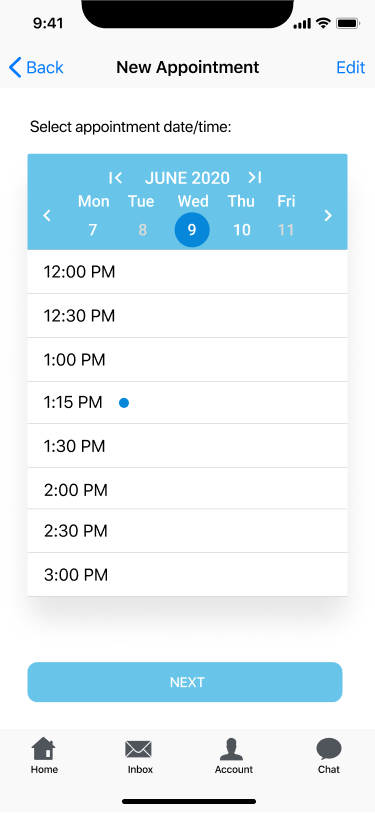 9:41
Back New Appointment Edit
Select appointment date/time:
JUNE 2020
Mon Tue Wed Thu Fri
7 8 9 10 11
12:00 PM
12:30 PM
1:00 PM
1:15 PM
1:30 PM
2:00 PM
2:30 PM
3:00 PM
NEXT
Home Inbox Account Chat